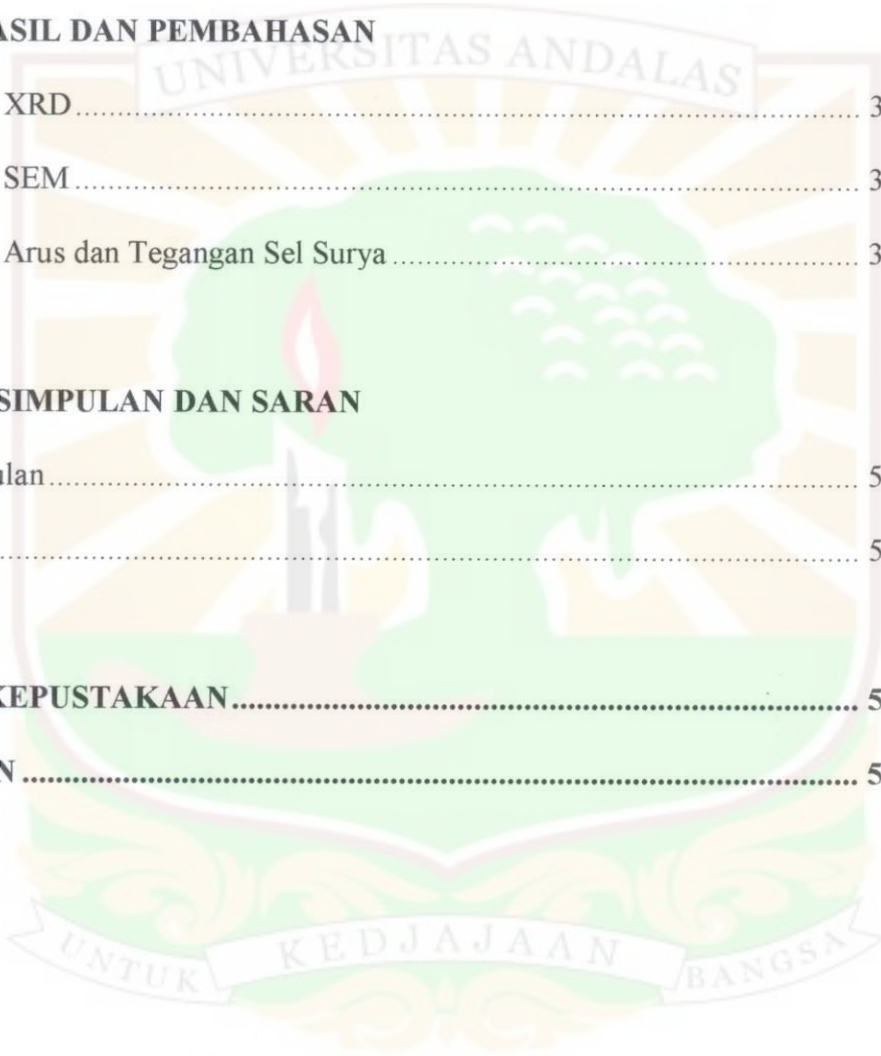 ASIL DAN PEMBAHASAN
UNIVERSITAS ANDALAS
XRD ........ 3
SEM ........ 3
Arus dan Tegangan Sel Surya ........ 3
SIMPULAN DAN SARAN
ulan ........ 5
........ 5
KEPUSTAKAAN ........ 5
N ........ 5
UNTUK KEDJAJAAN BANGSA